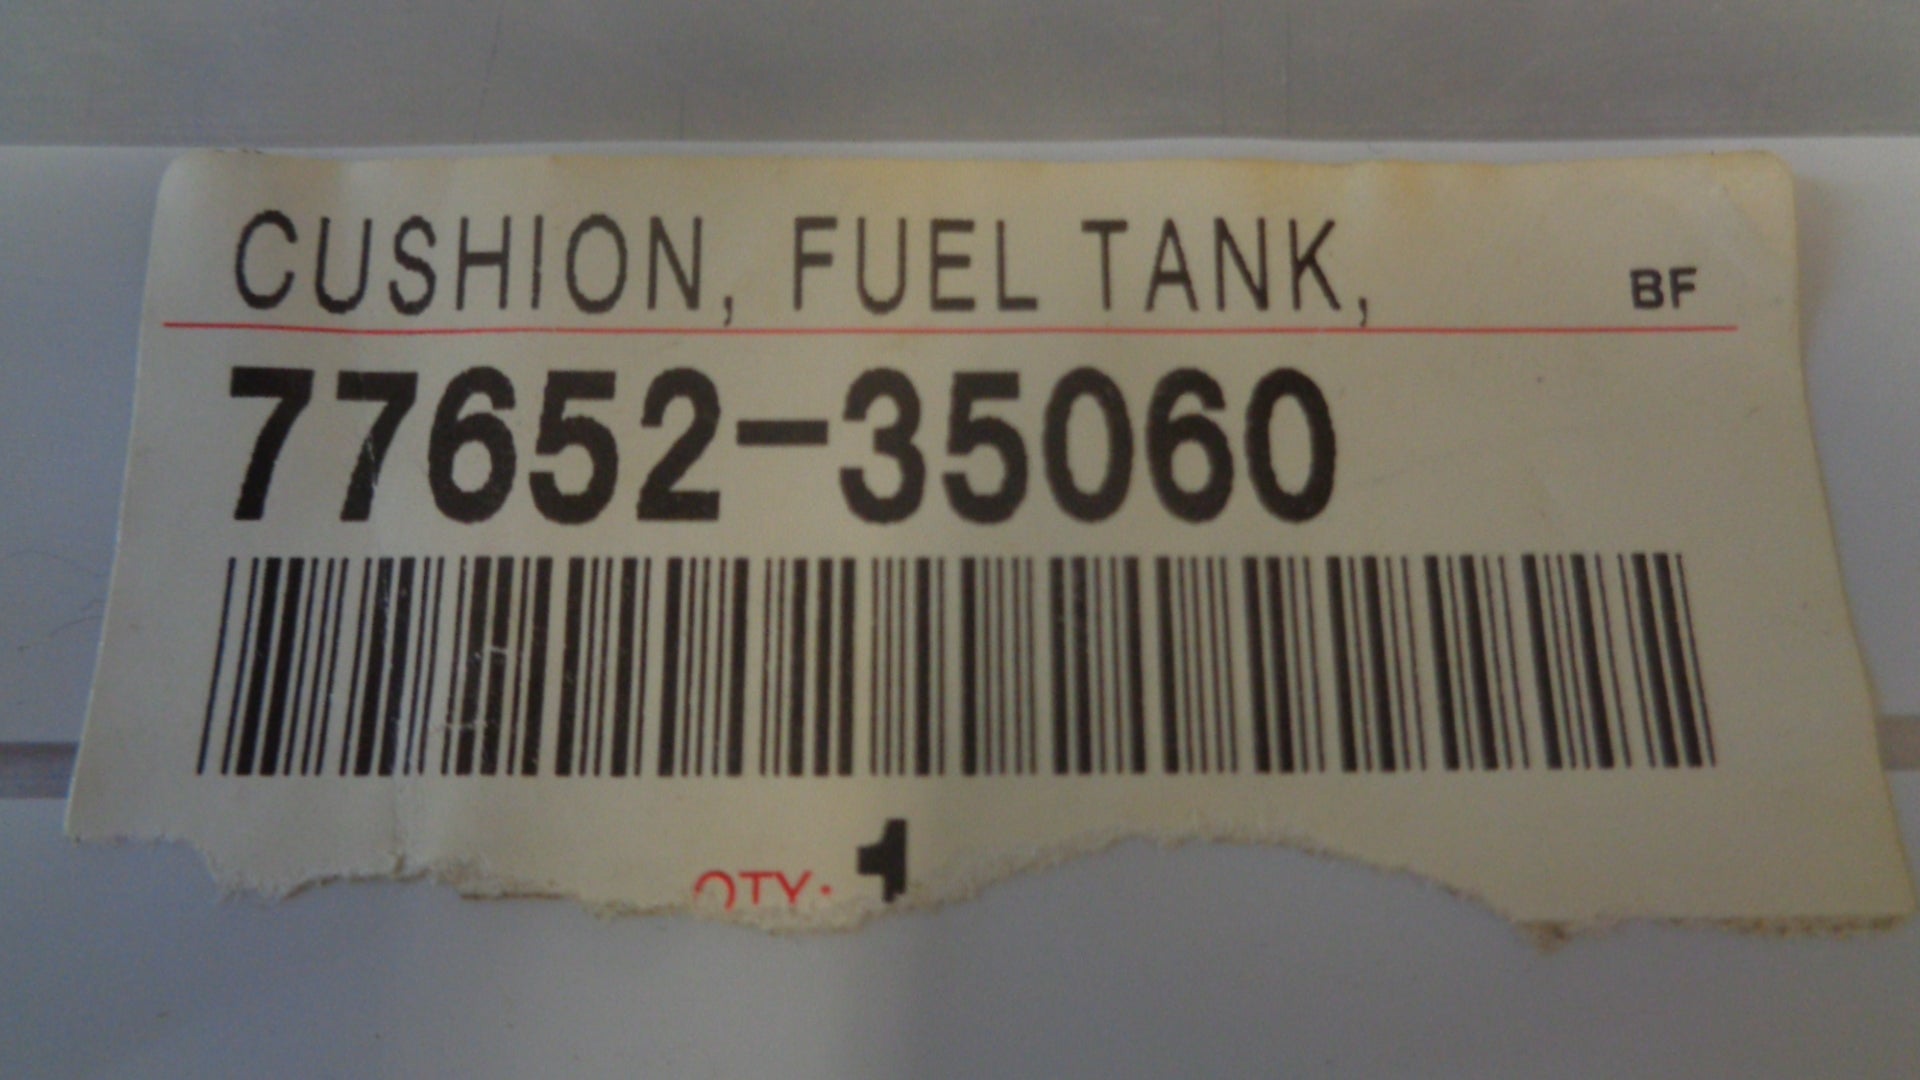 CUSHION, FUEL TANK, BF
77652-35060
QTY: 1